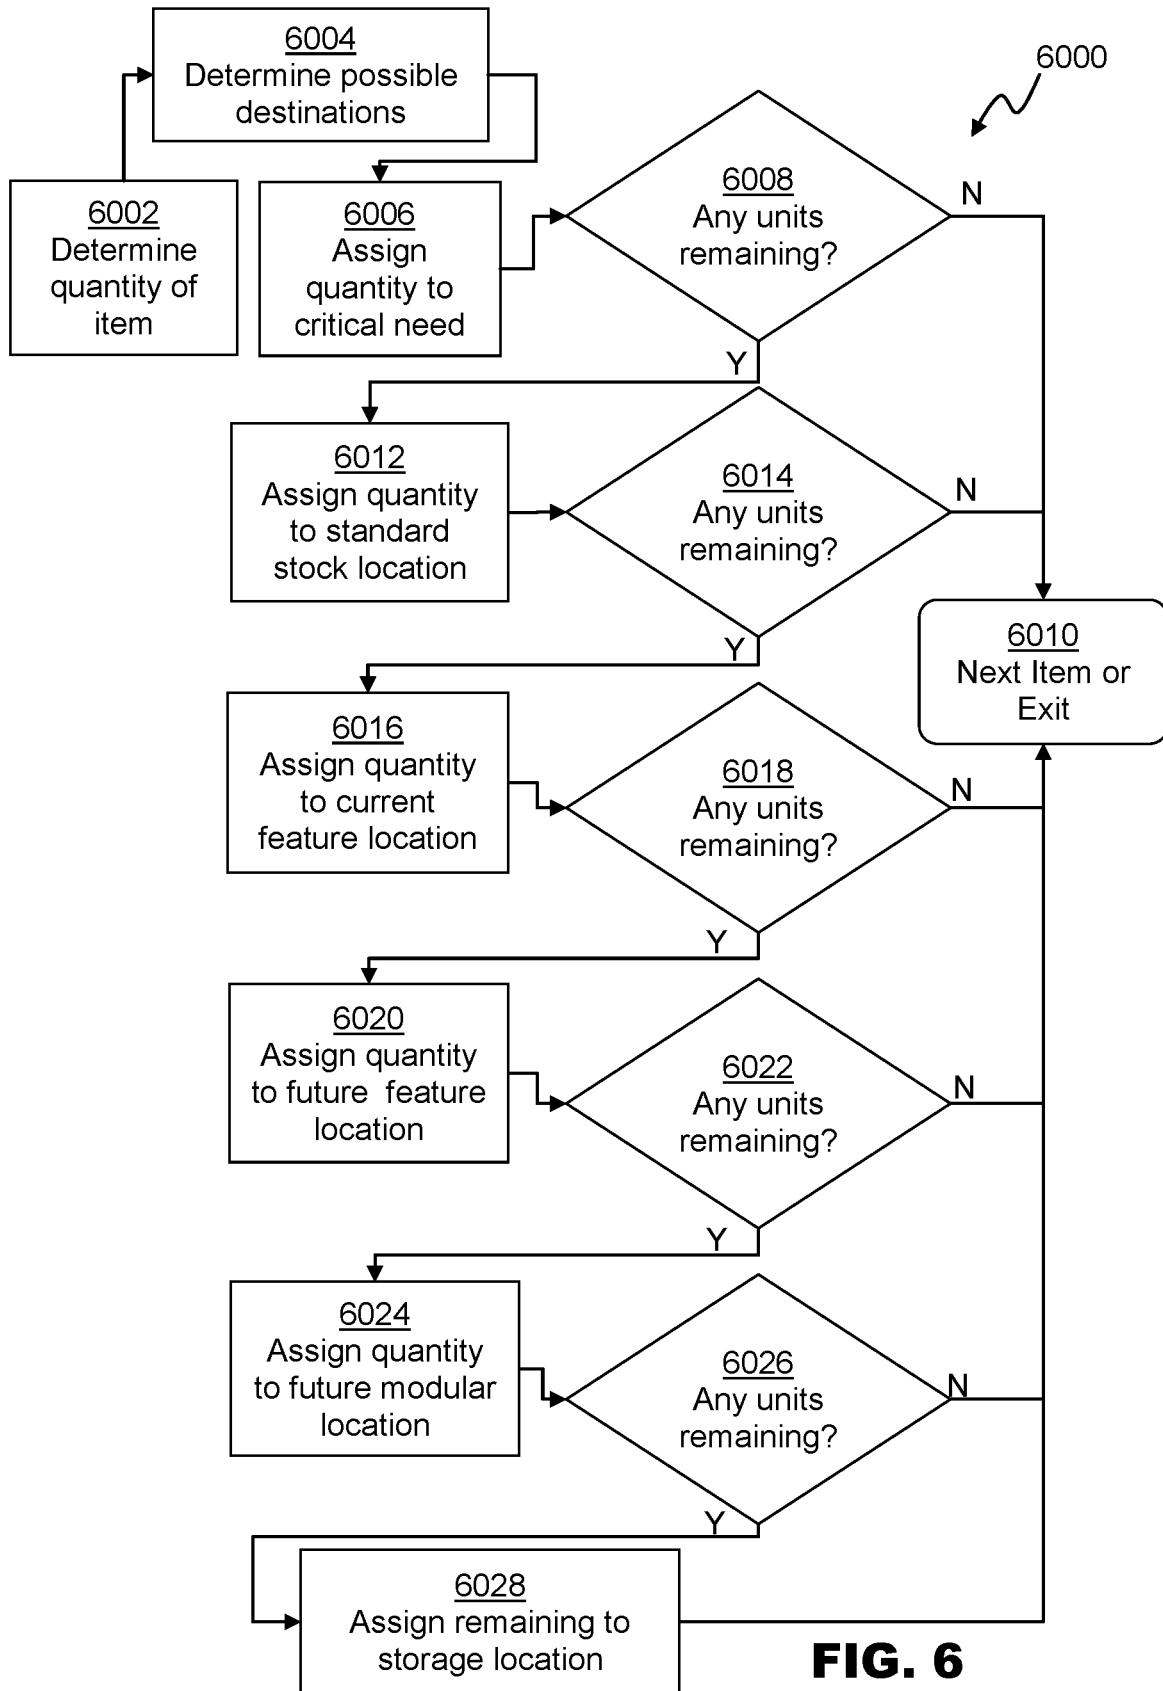 6004
Determine possible
destinations
6000
6002
Determine
quantity of
item
6006
Assign
quantity to
critical need
6008
Any units
remaining?
N
Y
6012
Assign quantity
to standard
stock location
6014
Any units
remaining?
N
Y
6010
Next Item or
Exit
6016
Assign quantity
to current
feature location
6018
Any units
remaining?
N
Y
6020
Assign quantity
to future feature
location
6022
Any units
remaining?
N
Y
6024
Assign quantity
to future modular
location
6026
Any units
remaining?
N
Y
6028
Assign remaining to
storage location
FIG. 6